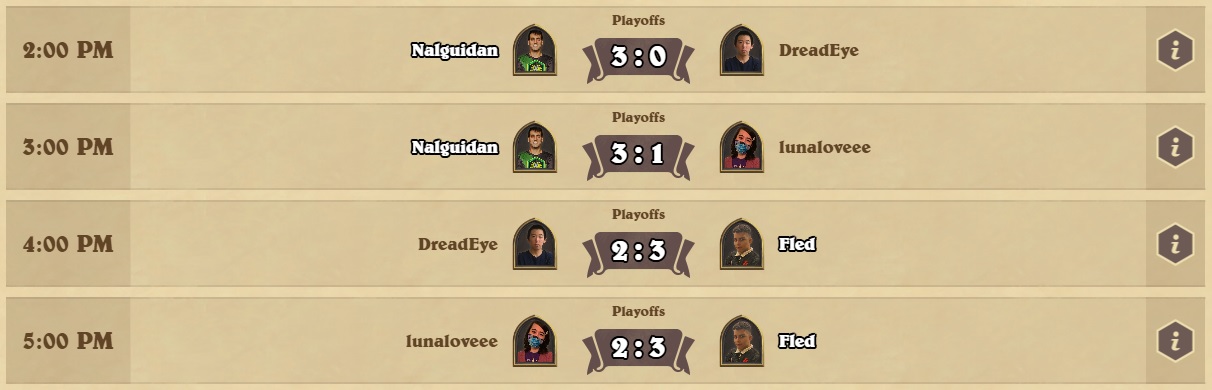 2:00 PM
Playoffs
Nalguidan 3:0 DreadEye
i
3:00 PM
Playoffs
Nalguidan 3:1 lunaloveee
i
4:00 PM
Playoffs
DreadEye 2:3 Fled
i
5:00 PM
Playoffs
lunaloveee 2:3 Fled
i